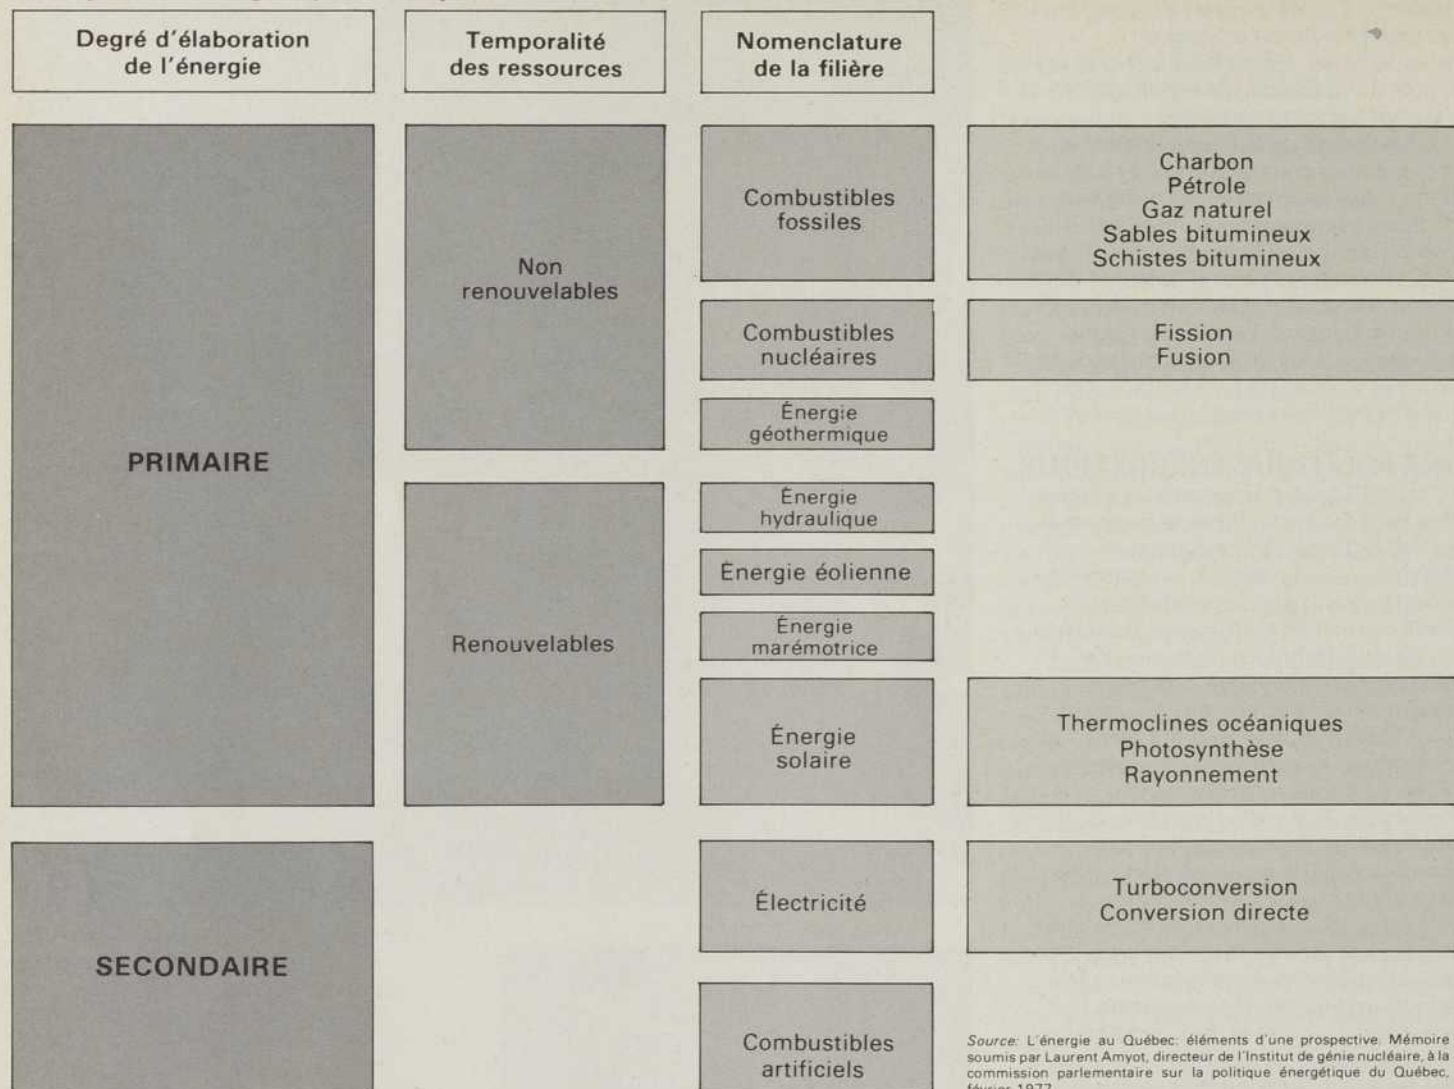 Degré d'élaboration
de l'énergie
Temporalité
des ressources
Nomenclature
de la filière
PRIMAIRE
Non
renouvelables
Combustibles
fossiles
Charbon
Pétrole
Gaz naturel
Sables bitumineux
Schistes bitumineux
Combustibles
nucléaires
Fission
Fusion
Énergie
géothermique
Renouvelables
Énergie
hydraulique
Énergie éolienne
Énergie
marémotrice
Énergie
solaire
Thermoclines océaniques
Photosynthèse
Rayonnement
SECONDAIRE
Électricité
Turboconversion
Conversion directe
Combustibles
artificiels
Source: L'énergie au Québec: éléments d'une prospective. Mémoire
soumis par Laurent Amyot, directeur de l'Institut de génie nucléaire, à la
commission parlementaire sur la politique énergétique du Québec,
février 1977